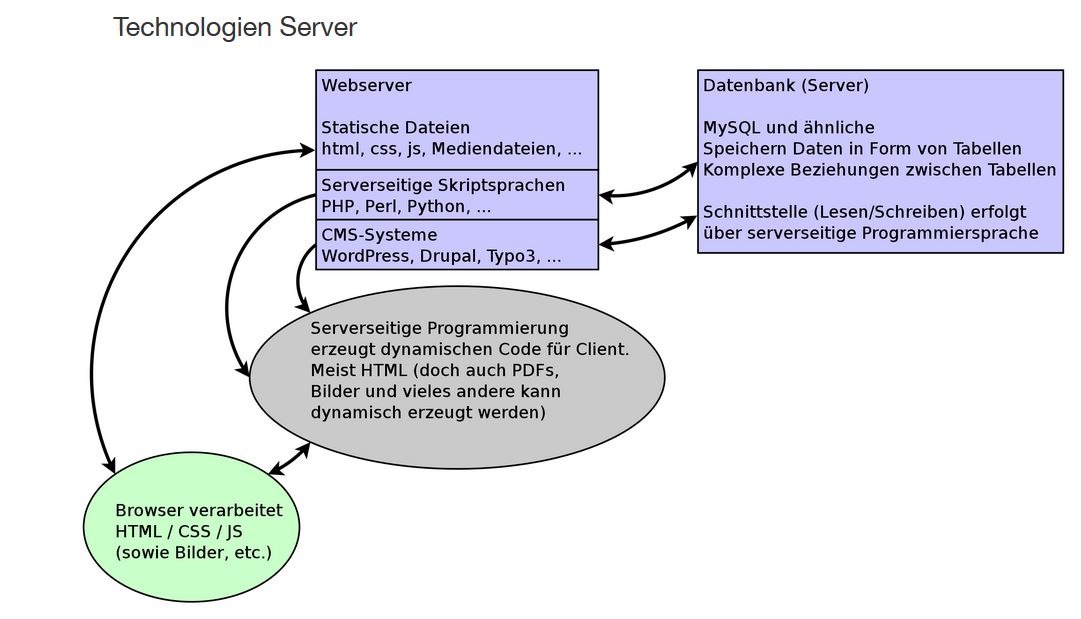 Technologien Server
Webserver
Statische Dateien
html, css, js, Mediendateien, ...
Serverseitige Skriptsprachen
PHP, Perl, Python, ...
CMS-Systeme
WordPress, Drupal, Typo3, ...
Datenbank (Server)
MySQL und ähnliche
Speichern Daten in Form von Tabellen
Komplexe Beziehungen zwischen Tabellen
Schnittstelle (Lesen/Schreiben) erfolgt
über serverseitige Programmiersprache
Serverseitige Programmierung
erzeugt dynamischen Code für Client.
Meist HTML (doch auch PDFs,
Bilder und vieles andere kann
dynamisch erzeugt werden)
Browser verarbeitet
HTML / CSS / JS
(sowie Bilder, etc.)